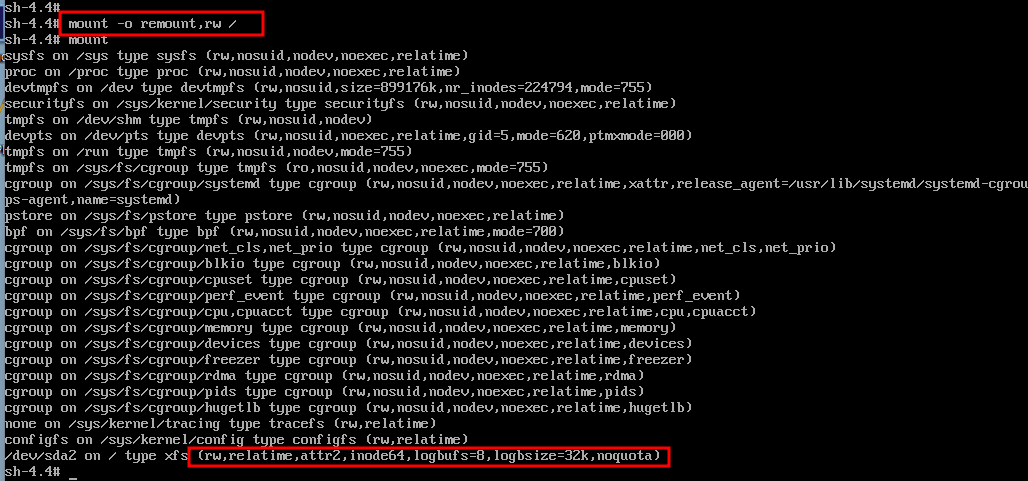 sh-4.4#
sh-4.4# mount -o remount,rw /
sh-4.4# mount
sysfs on /sys type sysfs (rw,nosuid,nodev,noexec,relatime)
proc on /proc type proc (rw,nosuid,nodev,noexec,relatime)
devtmpfs on /dev type devtmpfs (rw,nosuid,size=899176k,nr_inodes=224794,mode=755)
securityfs on /sys/kernel/security type securityfs (rw,nosuid,nodev,noexec,relatime)
tmpfs on /dev/shm type tmpfs (rw,nosuid,nodev)
devpts on /dev/pts type devpts (rw,nosuid,noexec,relatime,gid=5,mode=620,ptmxmode=000)
tmpfs on /run type tmpfs (rw,nosuid,nodev,mode=755)
tmpfs on /sys/fs/cgroup type tmpfs (ro,nosuid,nodev,noexec,mode=755)
cgroup on /sys/fs/cgroup/systemd type cgroup (rw,nosuid,nodev,noexec,relatime,xattr,release_agent=/usr/lib/systemd/systemd-cgrou
ps-agent,name=systemd)
pstore on /sys/fs/pstore type pstore (rw,nosuid,nodev,noexec,relatime)
bpf on /sys/fs/bpf type bpf (rw,nosuid,nodev,noexec,relatime,mode=700)
cgroup on /sys/fs/cgroup/net_cls,net_prio type cgroup (rw,nosuid,nodev,noexec,relatime,net_cls,net_prio)
cgroup on /sys/fs/cgroup/blkio type cgroup (rw,nosuid,nodev,noexec,relatime,blkio)
cgroup on /sys/fs/cgroup/cpuset type cgroup (rw,nosuid,nodev,noexec,relatime,cpuset)
cgroup on /sys/fs/cgroup/perf_event type cgroup (rw,nosuid,nodev,noexec,relatime,perf_event)
cgroup on /sys/fs/cgroup/cpu,cpuacct type cgroup (rw,nosuid,nodev,noexec,relatime,cpu,cpuacct)
cgroup on /sys/fs/cgroup/memory type cgroup (rw,nosuid,nodev,noexec,relatime,memory)
cgroup on /sys/fs/cgroup/devices type cgroup (rw,nosuid,nodev,noexec,relatime,devices)
cgroup on /sys/fs/cgroup/freezer type cgroup (rw,nosuid,nodev,noexec,relatime,freezer)
cgroup on /sys/fs/cgroup/rdma type cgroup (rw,nosuid,nodev,noexec,relatime,rdma)
cgroup on /sys/fs/cgroup/pids type cgroup (rw,nosuid,nodev,noexec,relatime,pids)
cgroup on /sys/fs/cgroup/hugetlb type cgroup (rw,nosuid,nodev,noexec,relatime,hugetlb)
none on /sys/kernel/tracing type tracefs (rw,relatime)
configfs on /sys/kernel/config type configfs (rw,relatime)
/dev/sda2 on / type xfs (rw,relatime,attr2,inode64,logbufs=8,logbsize=32k,noquota)
sh-4.4# _